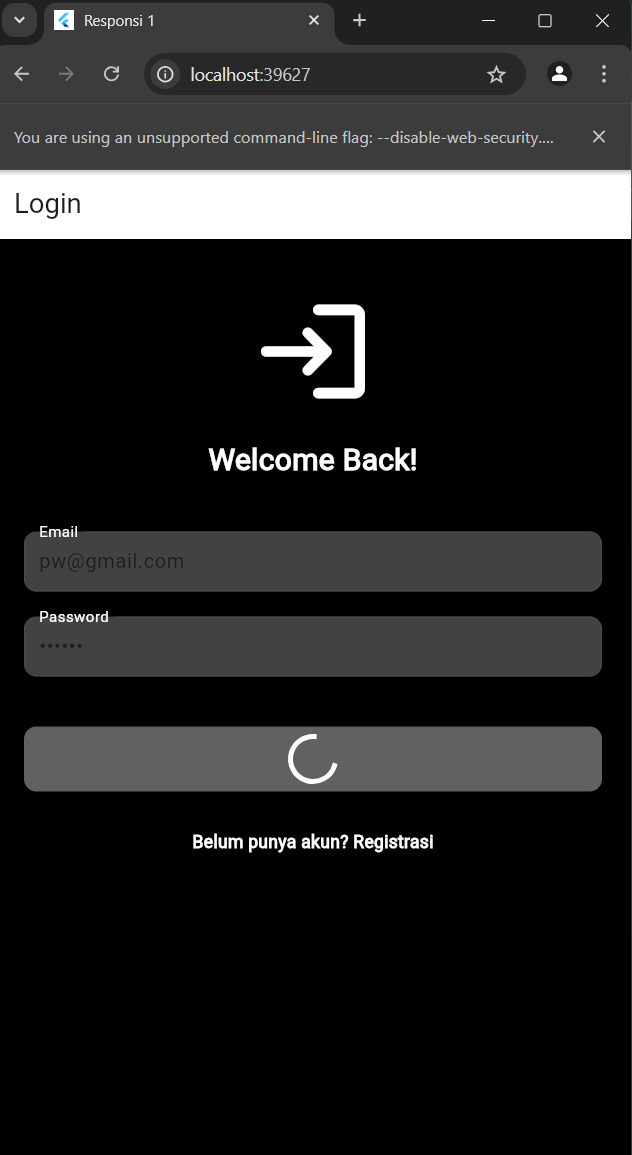 Responsi 1
localhost:39627
You are using an unsupported command-line flag: --disable-web-security....
Login
Welcome Back!
Email
pw@gmail.com
Password
••••••
Belum punya akun? Registrasi